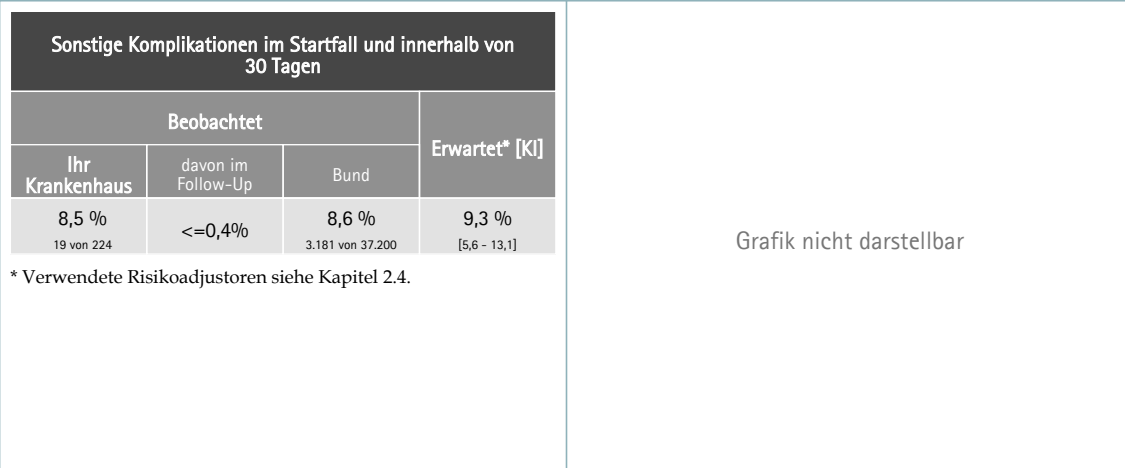 Sonstige Komplikationen im Startfall und innerhalb von
30 Tagen
Beobachtet
Erwartet* [KI]
Ihr
Krankenhaus
davon im
Follow-Up
Bund
8,5 %
19 von 224
<=0,4%
8,6 %
3.181 von 37.200
9,3 %
[5,6 - 13,1]
* Verwendete Risikoadjustoren siehe Kapitel 2.4.
Grafik nicht darstellbar